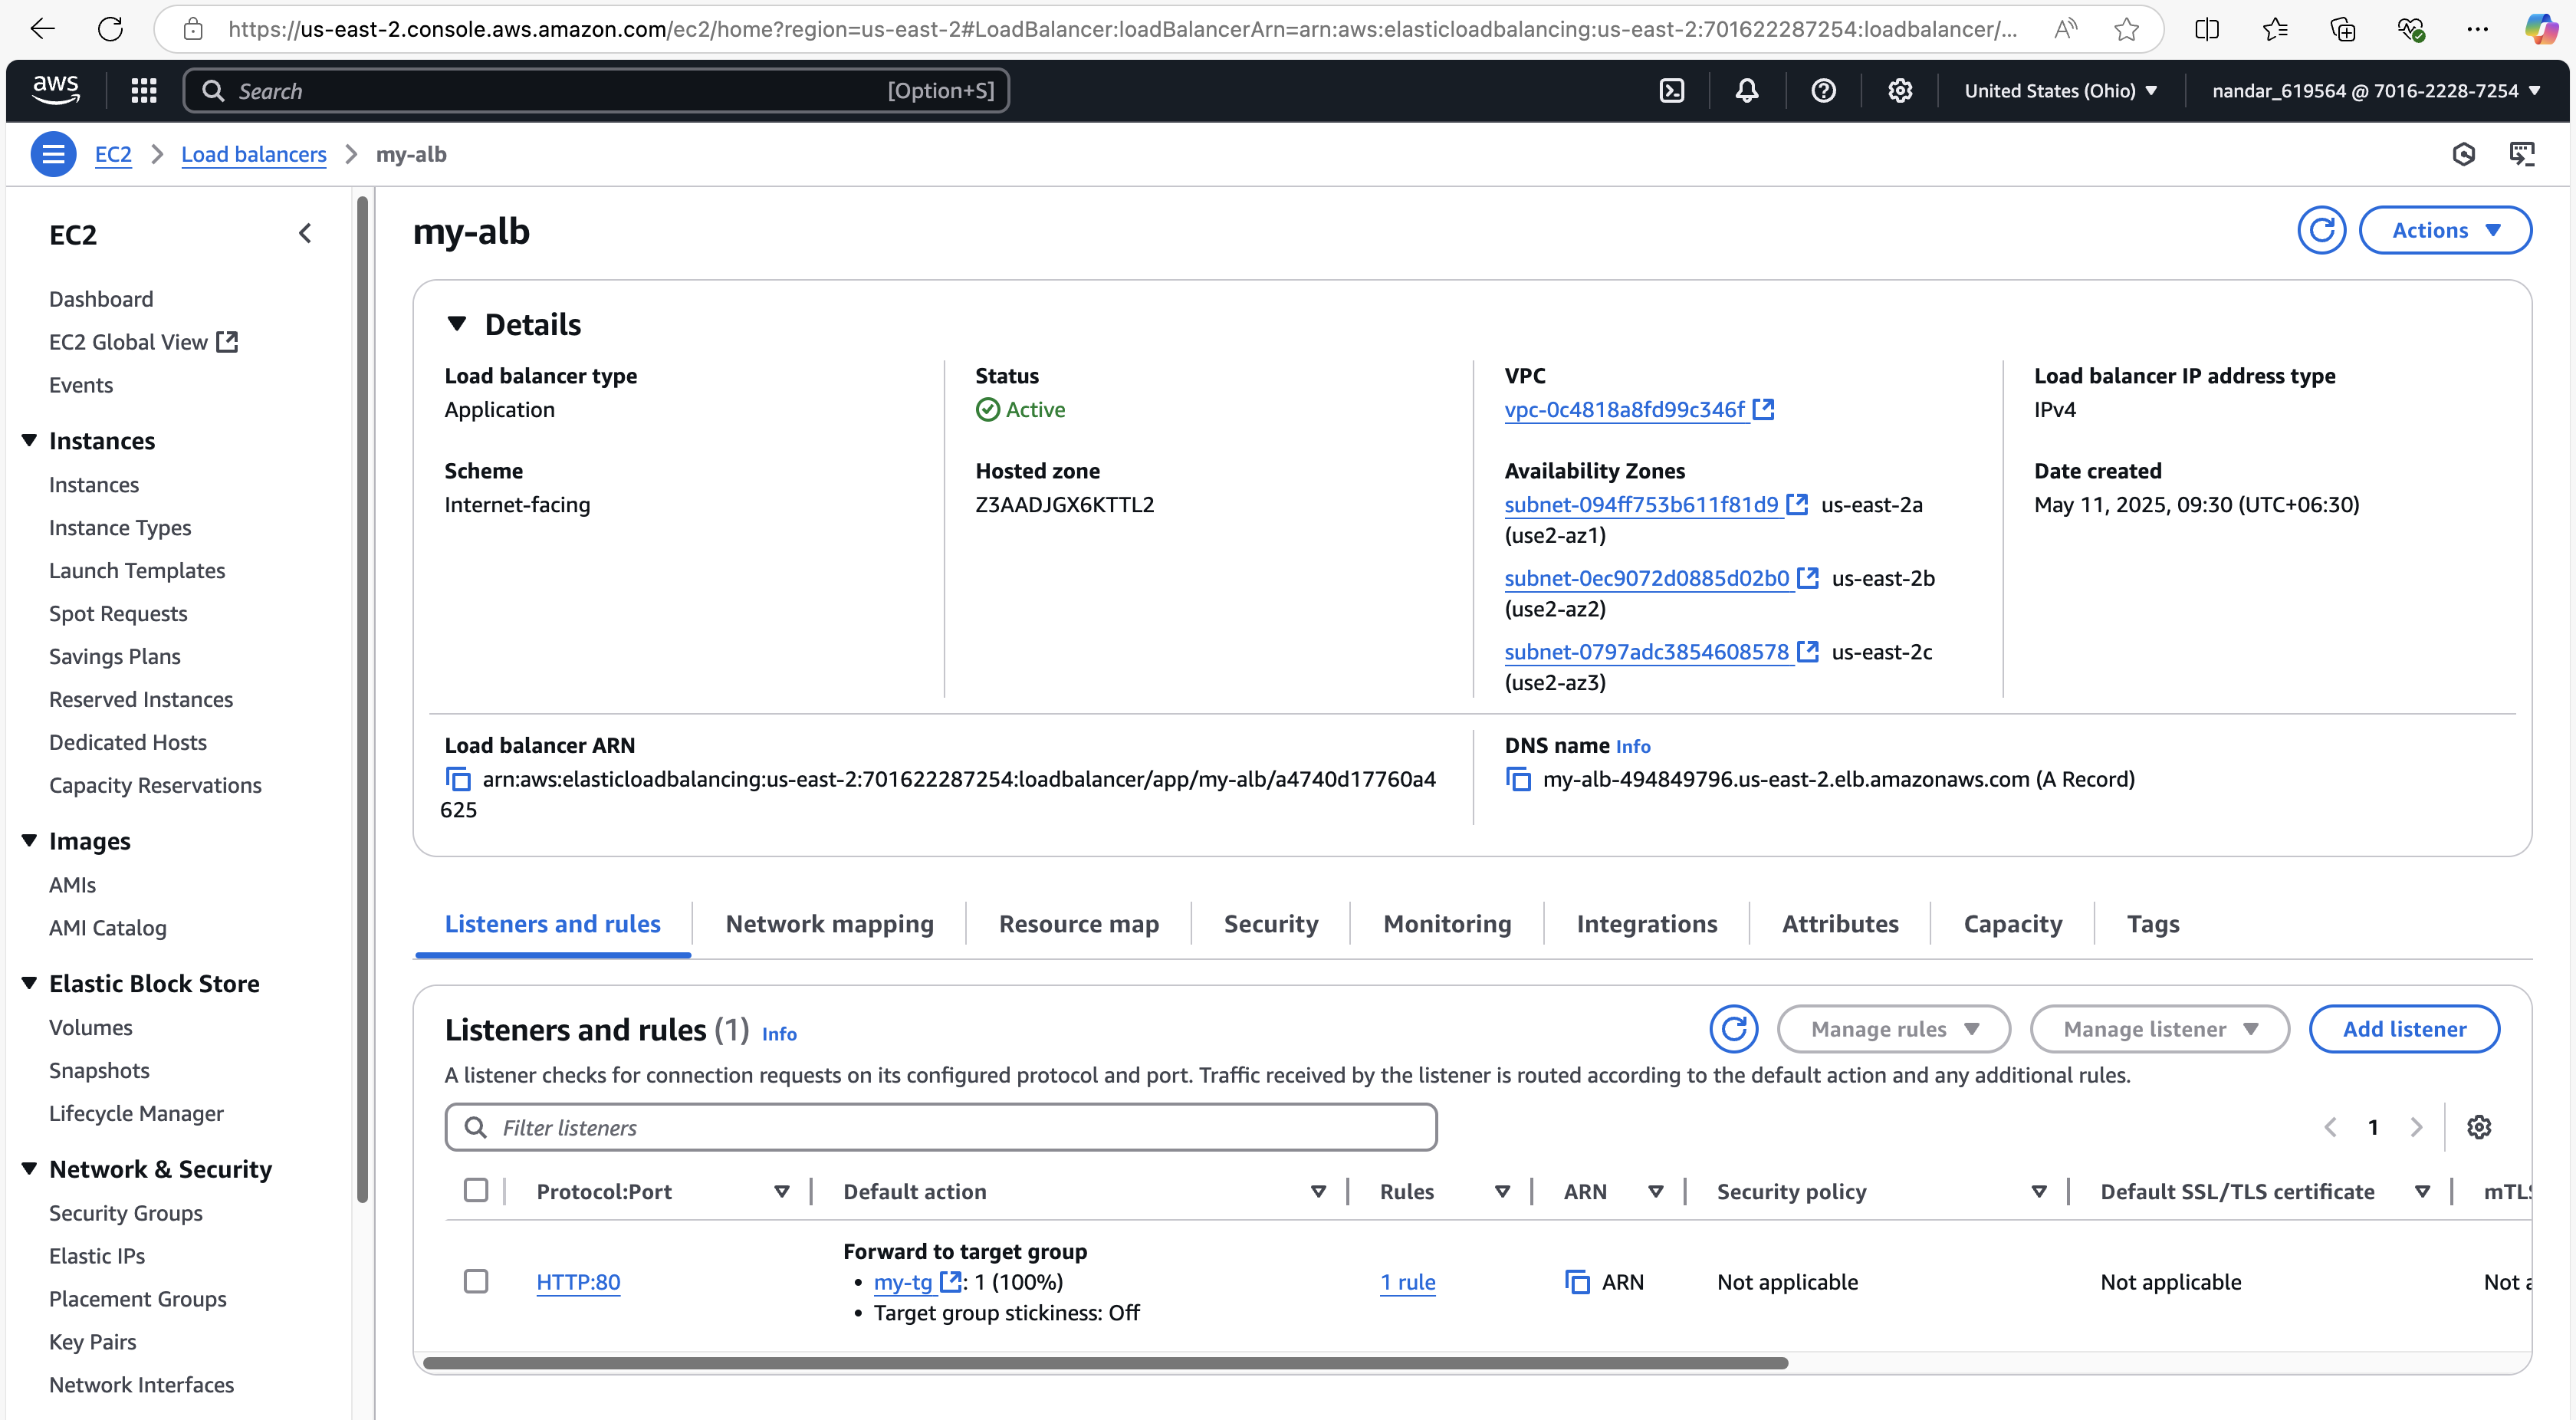 https://us-east-2.console.aws.amazon.com/ec2/home?region=us-east-2#LoadBalancer:loadBalancerArn=arn:aws:elasticloadbalancing:us-east-2:701622287254:loadbalancer/...
aws
Search
[Option+S]
United States (Ohio)
nandar_619564 @ 7016-2228-7254
EC2
Load balancers
my-alb
EC2
Dashboard
EC2 Global View
Events
Instances
Instances
Instance Types
Launch Templates
Spot Requests
Savings Plans
Reserved Instances
Dedicated Hosts
Capacity Reservations
Images
AMIs
AMI Catalog
Elastic Block Store
Volumes
Snapshots
Lifecycle Manager
Network & Security
Security Groups
Elastic IPs
Placement Groups
Key Pairs
Network Interfaces
my-alb
Actions
Details
Load balancer type
Application
Status
Active
VPC
vpc-0c4818a8fd99c346f
Load balancer IP address type
IPv4
Scheme
Internet-facing
Hosted zone
Z3AADJGX6KTTL2
Availability Zones
subnet-094ff753b611f81d9 us-east-2a
(use2-az1)
subnet-0ec9072d0885d02b0 us-east-2b
(use2-az2)
subnet-0797adc3854608578 us-east-2c
(use2-az3)
Date created
May 11, 2025, 09:30 (UTC+06:30)
Load balancer ARN
arn:aws:elasticloadbalancing:us-east-2:701622287254:loadbalancer/app/my-alb/a4740d17760a4
625
DNS name Info
my-alb-494849796.us-east-2.elb.amazonaws.com (A Record)
Listeners and rules
Network mapping
Resource map
Security
Monitoring
Integrations
Attributes
Capacity
Tags
Listeners and rules (1) Info
Manage rules
Manage listener
Add listener
A listener checks for connection requests on its configured protocol and port. Traffic received by the listener is routed according to the default action and any additional rules.
Filter listeners
1
Protocol:Port
Default action
Rules
ARN
Security policy
Default SSL/TLS certificate
mTLS
HTTP:80
Forward to target group
• my-tg : 1 (100%)
• Target group stickiness: Off
1 rule
ARN
Not applicable
Not applicable
Not a